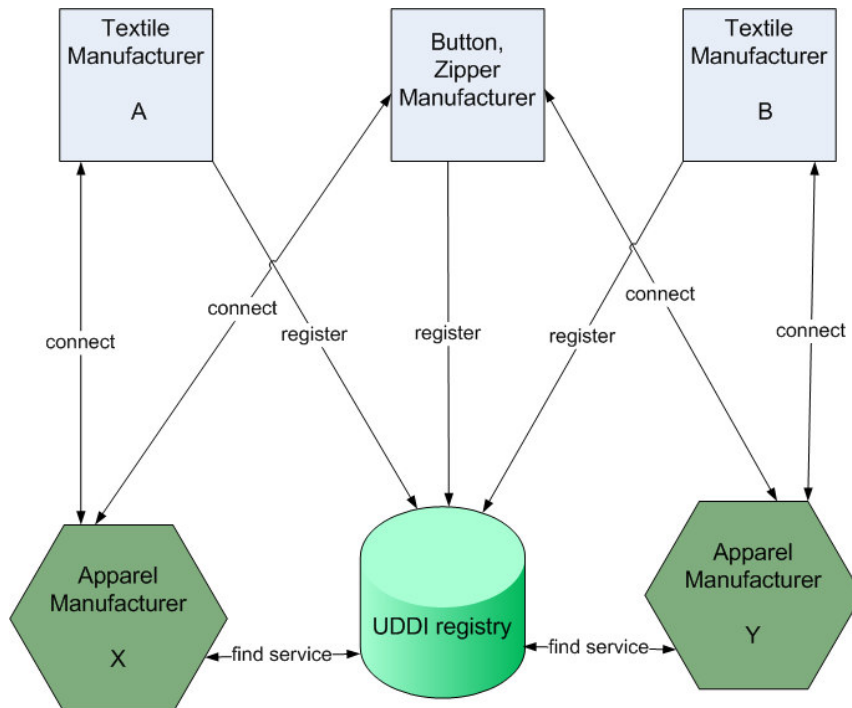 Textile
Manufacturer
A
Button,
Zipper
Manufacturer
Textile
Manufacturer
B
connect
connect
register
register
register
connect
connect
Apparel
Manufacturer
X
find service
UDDI registry
find service
Apparel
Manufacturer
Y